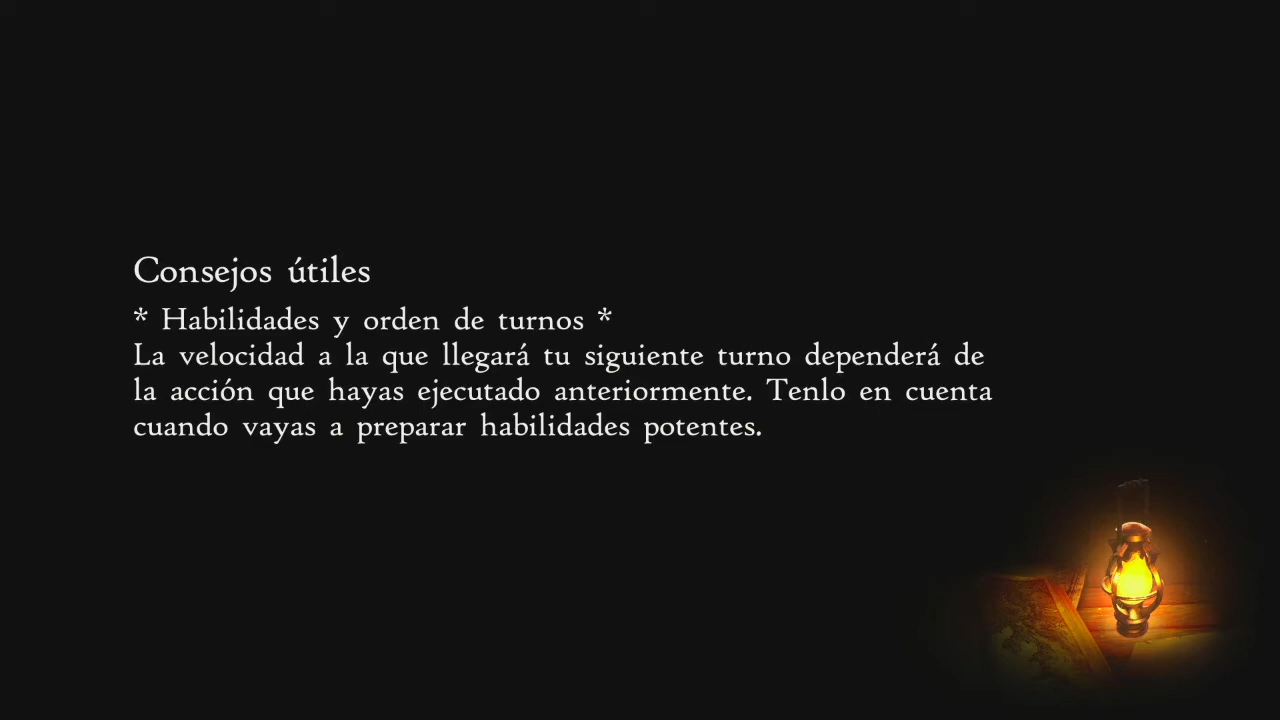 Consejos útiles
* Habilidades y orden de turnos *
La velocidad a la que llegará tu siguiente turno dependerá de
la acción que hayas ejecutado anteriormente. Tenlo en cuenta
cuando vayas a preparar habilidades potentes.